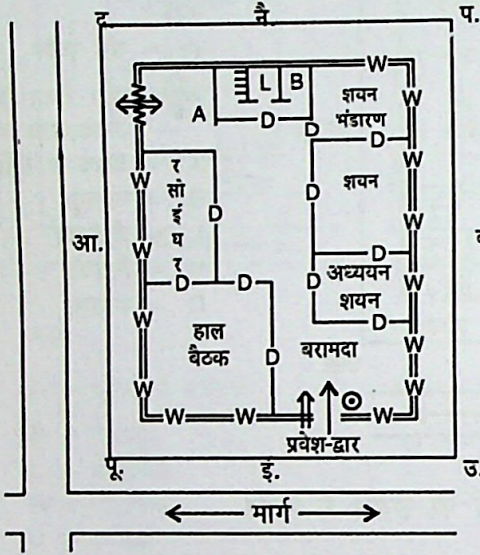 द. नै. प.
W
L B
शयन
W
A
D
D
भंडारण
D
र
सो
ई
घ
र
W
D
D
शयन
W
आ.
W
D
D
W
D
D
D
अध्ययन
शयन
W
W
हाल
बैठक
D
बरामदा
D
W
W
W
W
W
W
प्रवेश-द्वार
पू. ई. उ.
मार्ग